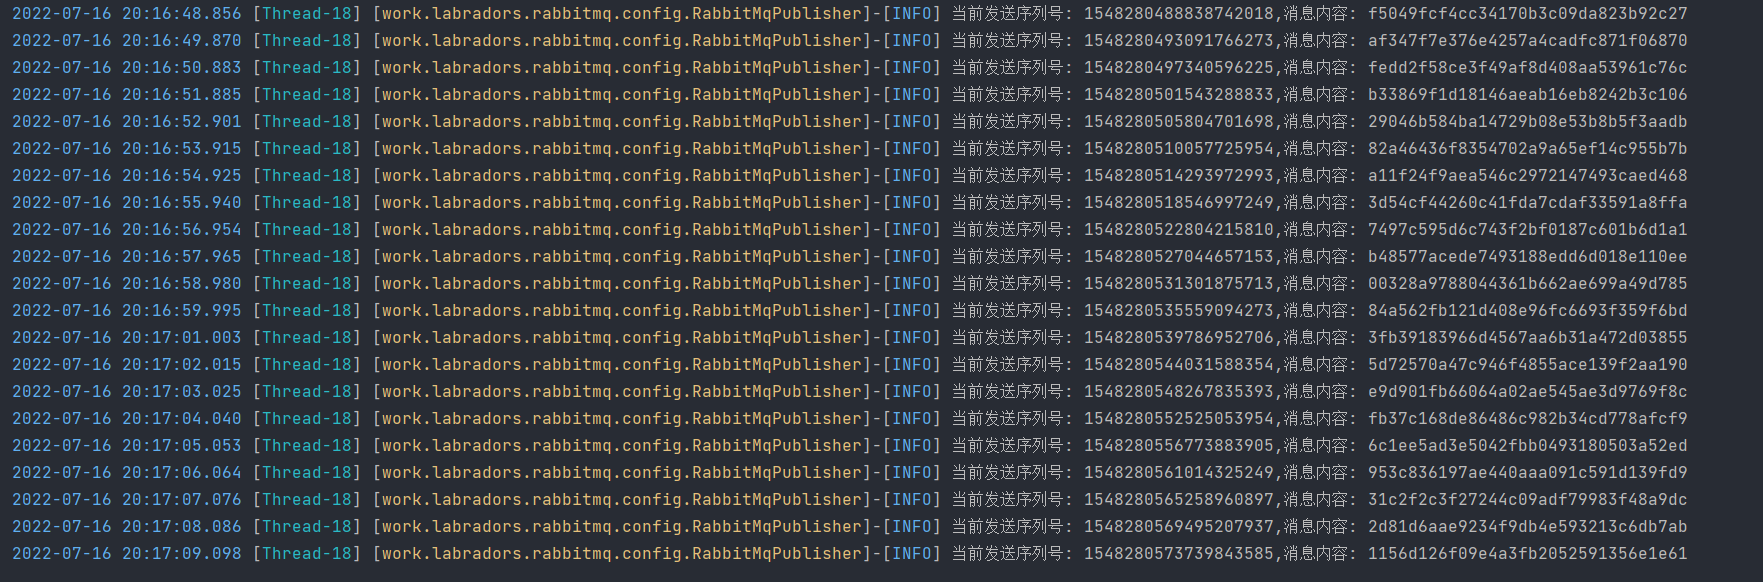 2022-07-16 20:16:48.856 [Thread-18] [work.labradors.rabbitmq.config.RabbitMqPublisher]-[INFO] 当前发送序列号: 1548280488838742018,消息内容: f5049fcf4cc34170b3c09da823b92c27
2022-07-16 20:16:49.870 [Thread-18] [work.labradors.rabbitmq.config.RabbitMqPublisher]-[INFO] 当前发送序列号: 1548280493091766273,消息内容: af347f7e376e4257a4cadfc871f06870
2022-07-16 20:16:50.883 [Thread-18] [work.labradors.rabbitmq.config.RabbitMqPublisher]-[INFO] 当前发送序列号: 1548280497340596225,消息内容: fedd2f58ce3f49af8d408aa53961c76c
2022-07-16 20:16:51.885 [Thread-18] [work.labradors.rabbitmq.config.RabbitMqPublisher]-[INFO] 当前发送序列号: 1548280501543288833,消息内容: b33869f1d18146aeab16eb8242b3c106
2022-07-16 20:16:52.901 [Thread-18] [work.labradors.rabbitmq.config.RabbitMqPublisher]-[INFO] 当前发送序列号: 1548280505804701698,消息内容: 29046b584ba14729b08e53b8b5f3aadb
2022-07-16 20:16:53.915 [Thread-18] [work.labradors.rabbitmq.config.RabbitMqPublisher]-[INFO] 当前发送序列号: 1548280510057725954,消息内容: 82a46436f8354702a9a65ef14c955b7b
2022-07-16 20:16:54.925 [Thread-18] [work.labradors.rabbitmq.config.RabbitMqPublisher]-[INFO] 当前发送序列号: 1548280514293972993,消息内容: a11f24f9aea546c2972147493caed468
2022-07-16 20:16:55.940 [Thread-18] [work.labradors.rabbitmq.config.RabbitMqPublisher]-[INFO] 当前发送序列号: 1548280518546997249,消息内容: 3d54cf44260c41fda7cdaf33591a8ffa
2022-07-16 20:16:56.954 [Thread-18] [work.labradors.rabbitmq.config.RabbitMqPublisher]-[INFO] 当前发送序列号: 1548280522804215810,消息内容: 7497c595d6c743f2bf0187c601b6d1a1
2022-07-16 20:16:57.965 [Thread-18] [work.labradors.rabbitmq.config.RabbitMqPublisher]-[INFO] 当前发送序列号: 1548280527044657153,消息内容: b48577acede7493188edd6d018e110ee
2022-07-16 20:16:58.980 [Thread-18] [work.labradors.rabbitmq.config.RabbitMqPublisher]-[INFO] 当前发送序列号: 1548280531301875713,消息内容: 00328a9788044361b662ae699a49d785
2022-07-16 20:16:59.995 [Thread-18] [work.labradors.rabbitmq.config.RabbitMqPublisher]-[INFO] 当前发送序列号: 1548280535559094273,消息内容: 84a562fb121d408e96fc6693f359f6bd
2022-07-16 20:17:01.003 [Thread-18] [work.labradors.rabbitmq.config.RabbitMqPublisher]-[INFO] 当前发送序列号: 1548280539786952706,消息内容: 3fb39183966d4567aa6b31a472d03855
2022-07-16 20:17:02.015 [Thread-18] [work.labradors.rabbitmq.config.RabbitMqPublisher]-[INFO] 当前发送序列号: 1548280544031588354,消息内容: 5d72570a47c946f4855ace139f2aa190
2022-07-16 20:17:03.025 [Thread-18] [work.labradors.rabbitmq.config.RabbitMqPublisher]-[INFO] 当前发送序列号: 1548280548267835393,消息内容: e9d901fb66064a02ae545ae3d9769f8c
2022-07-16 20:17:04.040 [Thread-18] [work.labradors.rabbitmq.config.RabbitMqPublisher]-[INFO] 当前发送序列号: 1548280552525053954,消息内容: fb37c168de86486c982b34cd778afcf9
2022-07-16 20:17:05.053 [Thread-18] [work.labradors.rabbitmq.config.RabbitMqPublisher]-[INFO] 当前发送序列号: 1548280556773883905,消息内容: 6c1ee5ad3e5042fbb0493180503a52ed
2022-07-16 20:17:06.064 [Thread-18] [work.labradors.rabbitmq.config.RabbitMqPublisher]-[INFO] 当前发送序列号: 1548280561014325249,消息内容: 953c836197ae440aaa091c591d139fd9
2022-07-16 20:17:07.076 [Thread-18] [work.labradors.rabbitmq.config.RabbitMqPublisher]-[INFO] 当前发送序列号: 1548280565258960897,消息内容: 31c2f2c3f27244c09adf79983f48a9dc
2022-07-16 20:17:08.086 [Thread-18] [work.labradors.rabbitmq.config.RabbitMqPublisher]-[INFO] 当前发送序列号: 1548280569495207937,消息内容: 2d81d6aae9234f9db4e593213c6db7ab
2022-07-16 20:17:09.098 [Thread-18] [work.labradors.rabbitmq.config.RabbitMqPublisher]-[INFO] 当前发送序列号: 1548280573739843585,消息内容: 1156d126f09e4a3fb2052591356e1e61